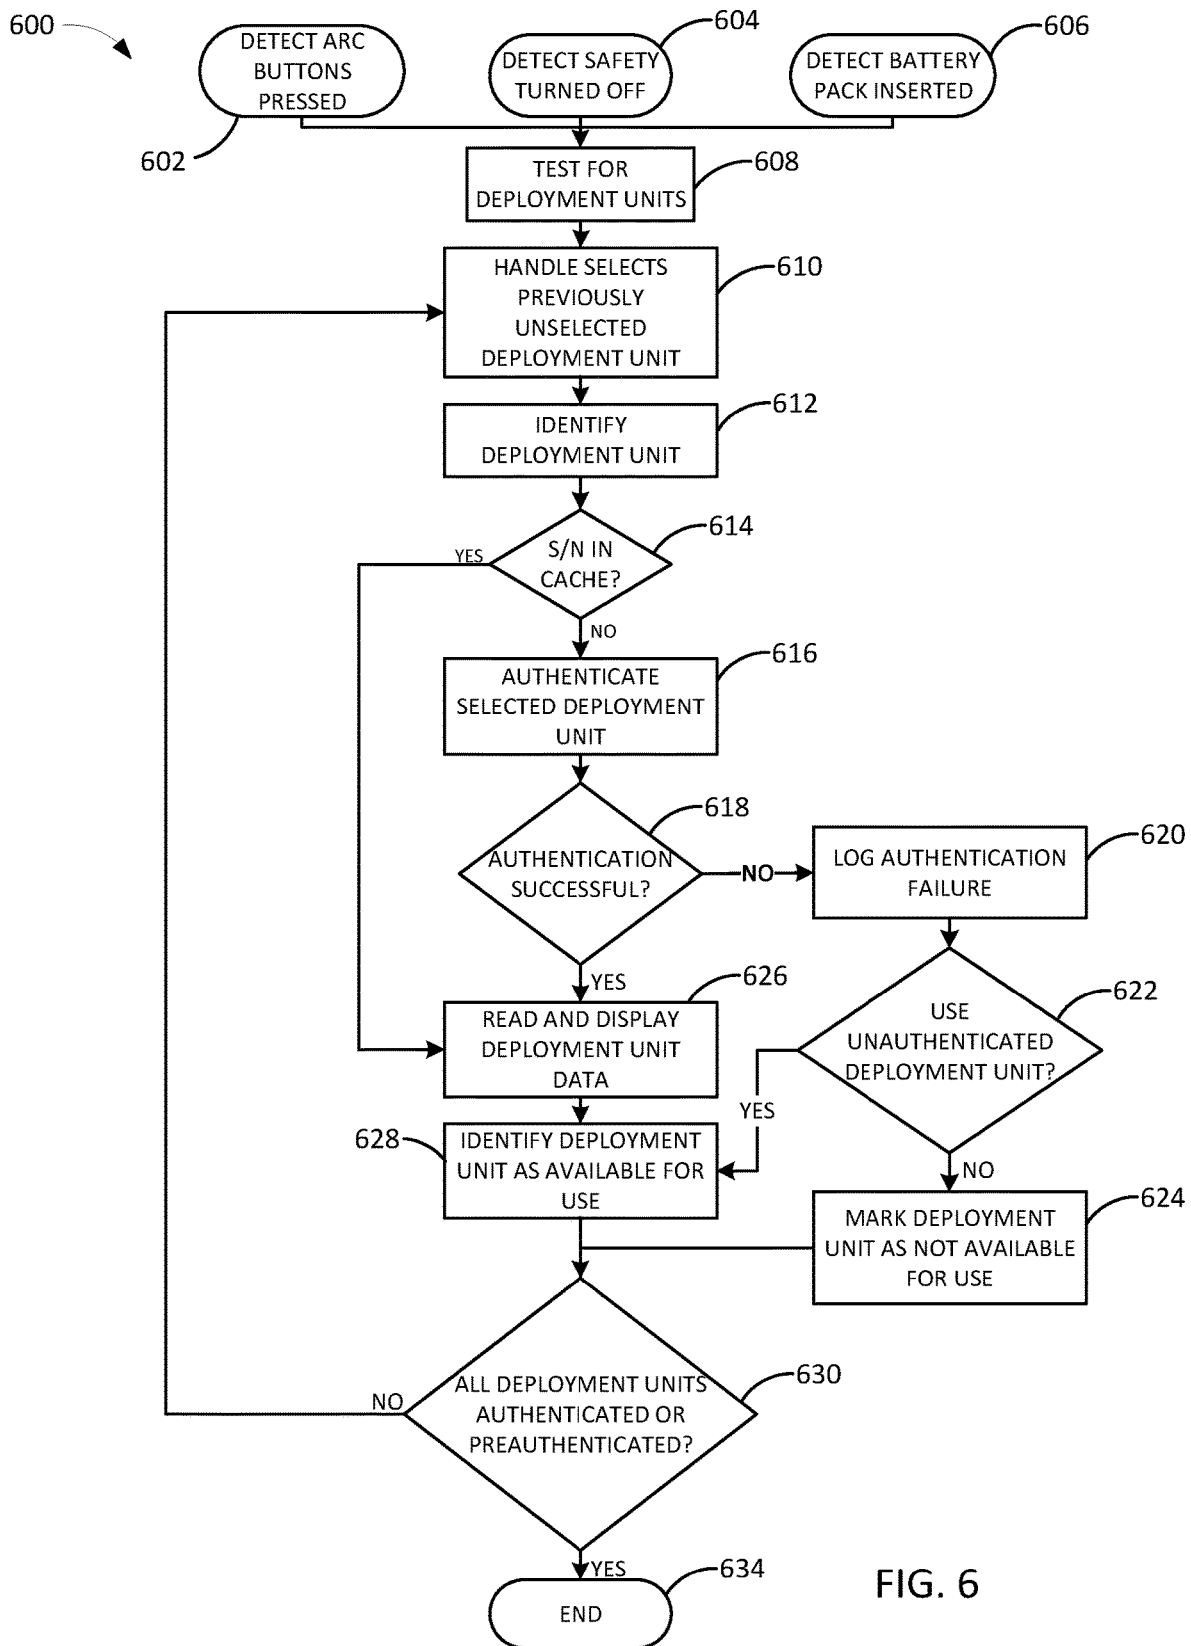 600
DETECT ARC
BUTTONS
PRESSED
602
DETECT SAFETY
TURNED OFF
604
DETECT BATTERY
PACK INSERTED
606
TEST FOR
DEPLOYMENT UNITS
608
HANDLE SELECTS
PREVIOUSLY
UNSELECTED
DEPLOYMENT UNIT
610
IDENTIFY
DEPLOYMENT UNIT
612
S/N IN
CACHE?
614
YES
NO
AUTHENTICATE
SELECTED DEPLOYMENT
UNIT
616
AUTHENTICATION
SUCCESSFUL?
618
NO
LOG AUTHENTICATION
FAILURE
620
YES
READ AND DISPLAY
DEPLOYMENT UNIT
DATA
626
USE
UNAUTHENTICATED
DEPLOYMENT UNIT?
622
YES
NO
IDENTIFY DEPLOYMENT
UNIT AS AVAILABLE FOR
USE
628
MARK DEPLOYMENT
UNIT AS NOT AVAILABLE
FOR USE
624
ALL DEPLOYMENT UNITS
AUTHENTICATED OR
PREAUTHENTICATED?
630
NO
YES
END
634
FIG. 6